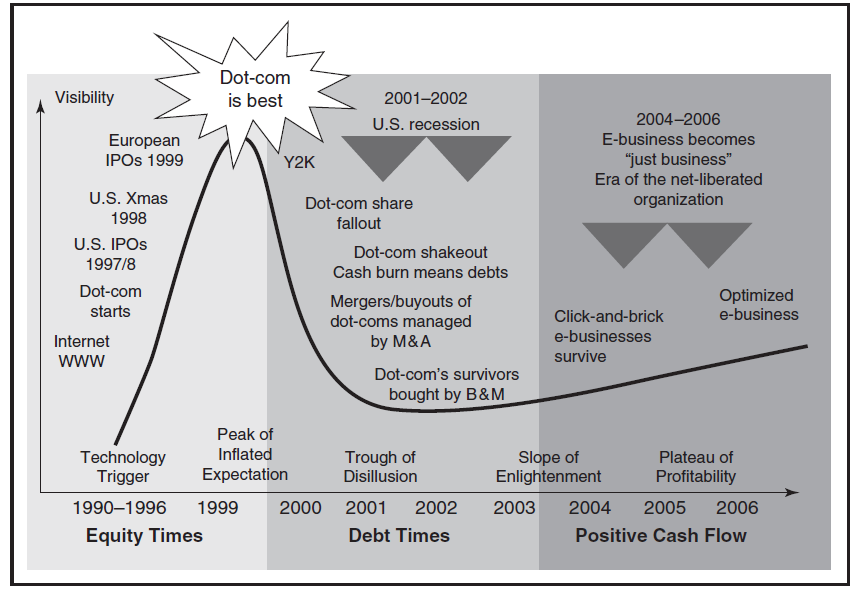 Dot-com
is best
Visibility
European
IPOs 1999
U.S. Xmas
1998
U.S. IPOs
1997/8
Dot-com
starts
Internet
WWW
Y2K
2001–2002
U.S. recession
Dot-com share
fallout
Dot-com shakeout
Cash burn means debts
Mergers/buyouts of
dot-coms managed
by M&A
Dot-com’s survivors
bought by B&M
2004–2006
E-business becomes
“just business”
Era of the net-liberated
organization
Click-and-brick
e-businesses
survive
Optimized
e-business
Technology
Trigger
Peak of
Inflated
Expectation
Trough of
Disillusion
Slope of
Enlightenment
Plateau of
Profitability
1990–1996 1999 2000 2001 2002 2003 2004 2005 2006
Equity Times Debt Times Positive Cash Flow